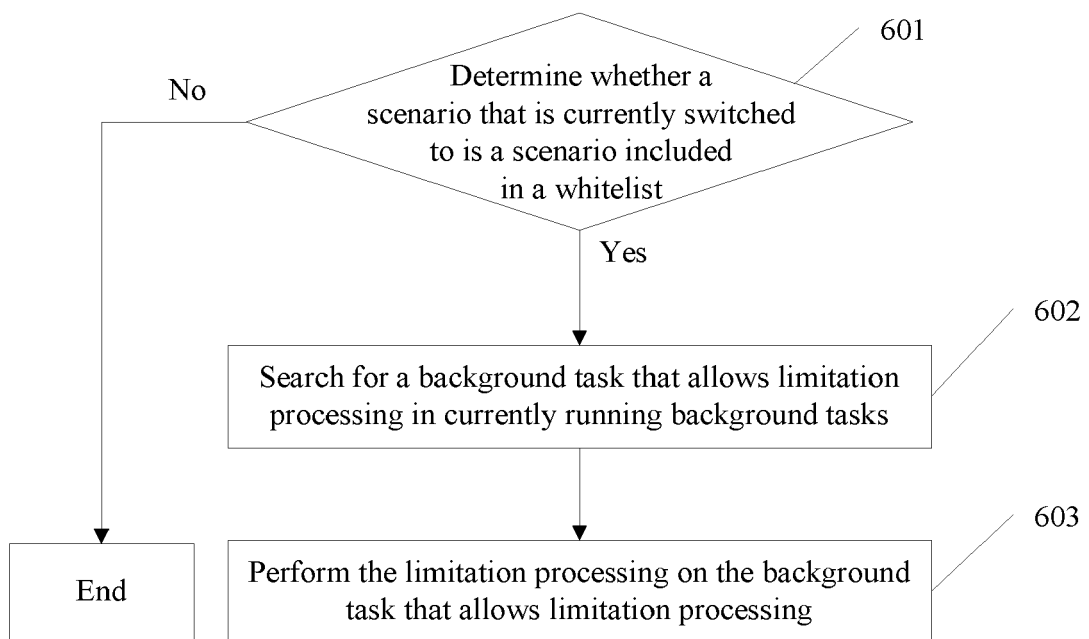 601
Determine whether a
scenario that is currently switched
to is a scenario included
in a whitelist
No
Yes
602
Search for a background task that allows limitation
processing in currently running background tasks
603
Perform the limitation processing on the background
task that allows limitation processing
End